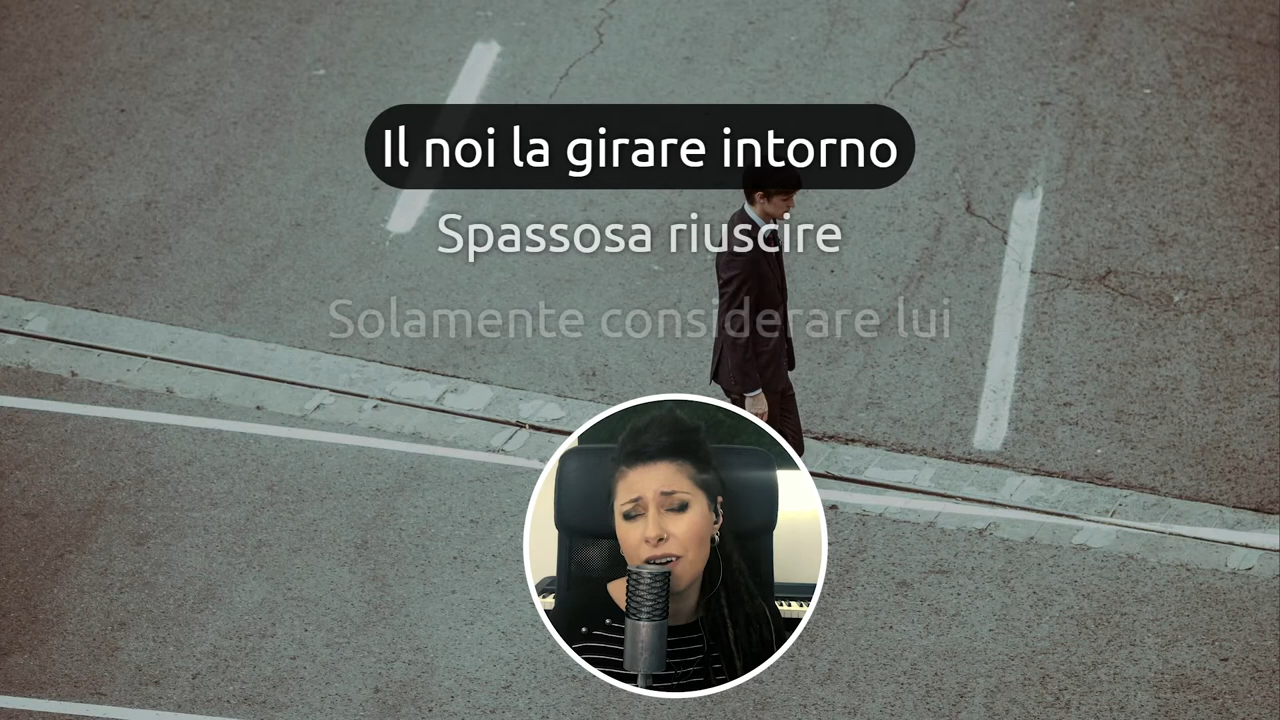 Il noi la girare intorno
Spassosa riuscire
Solamente considerare lui